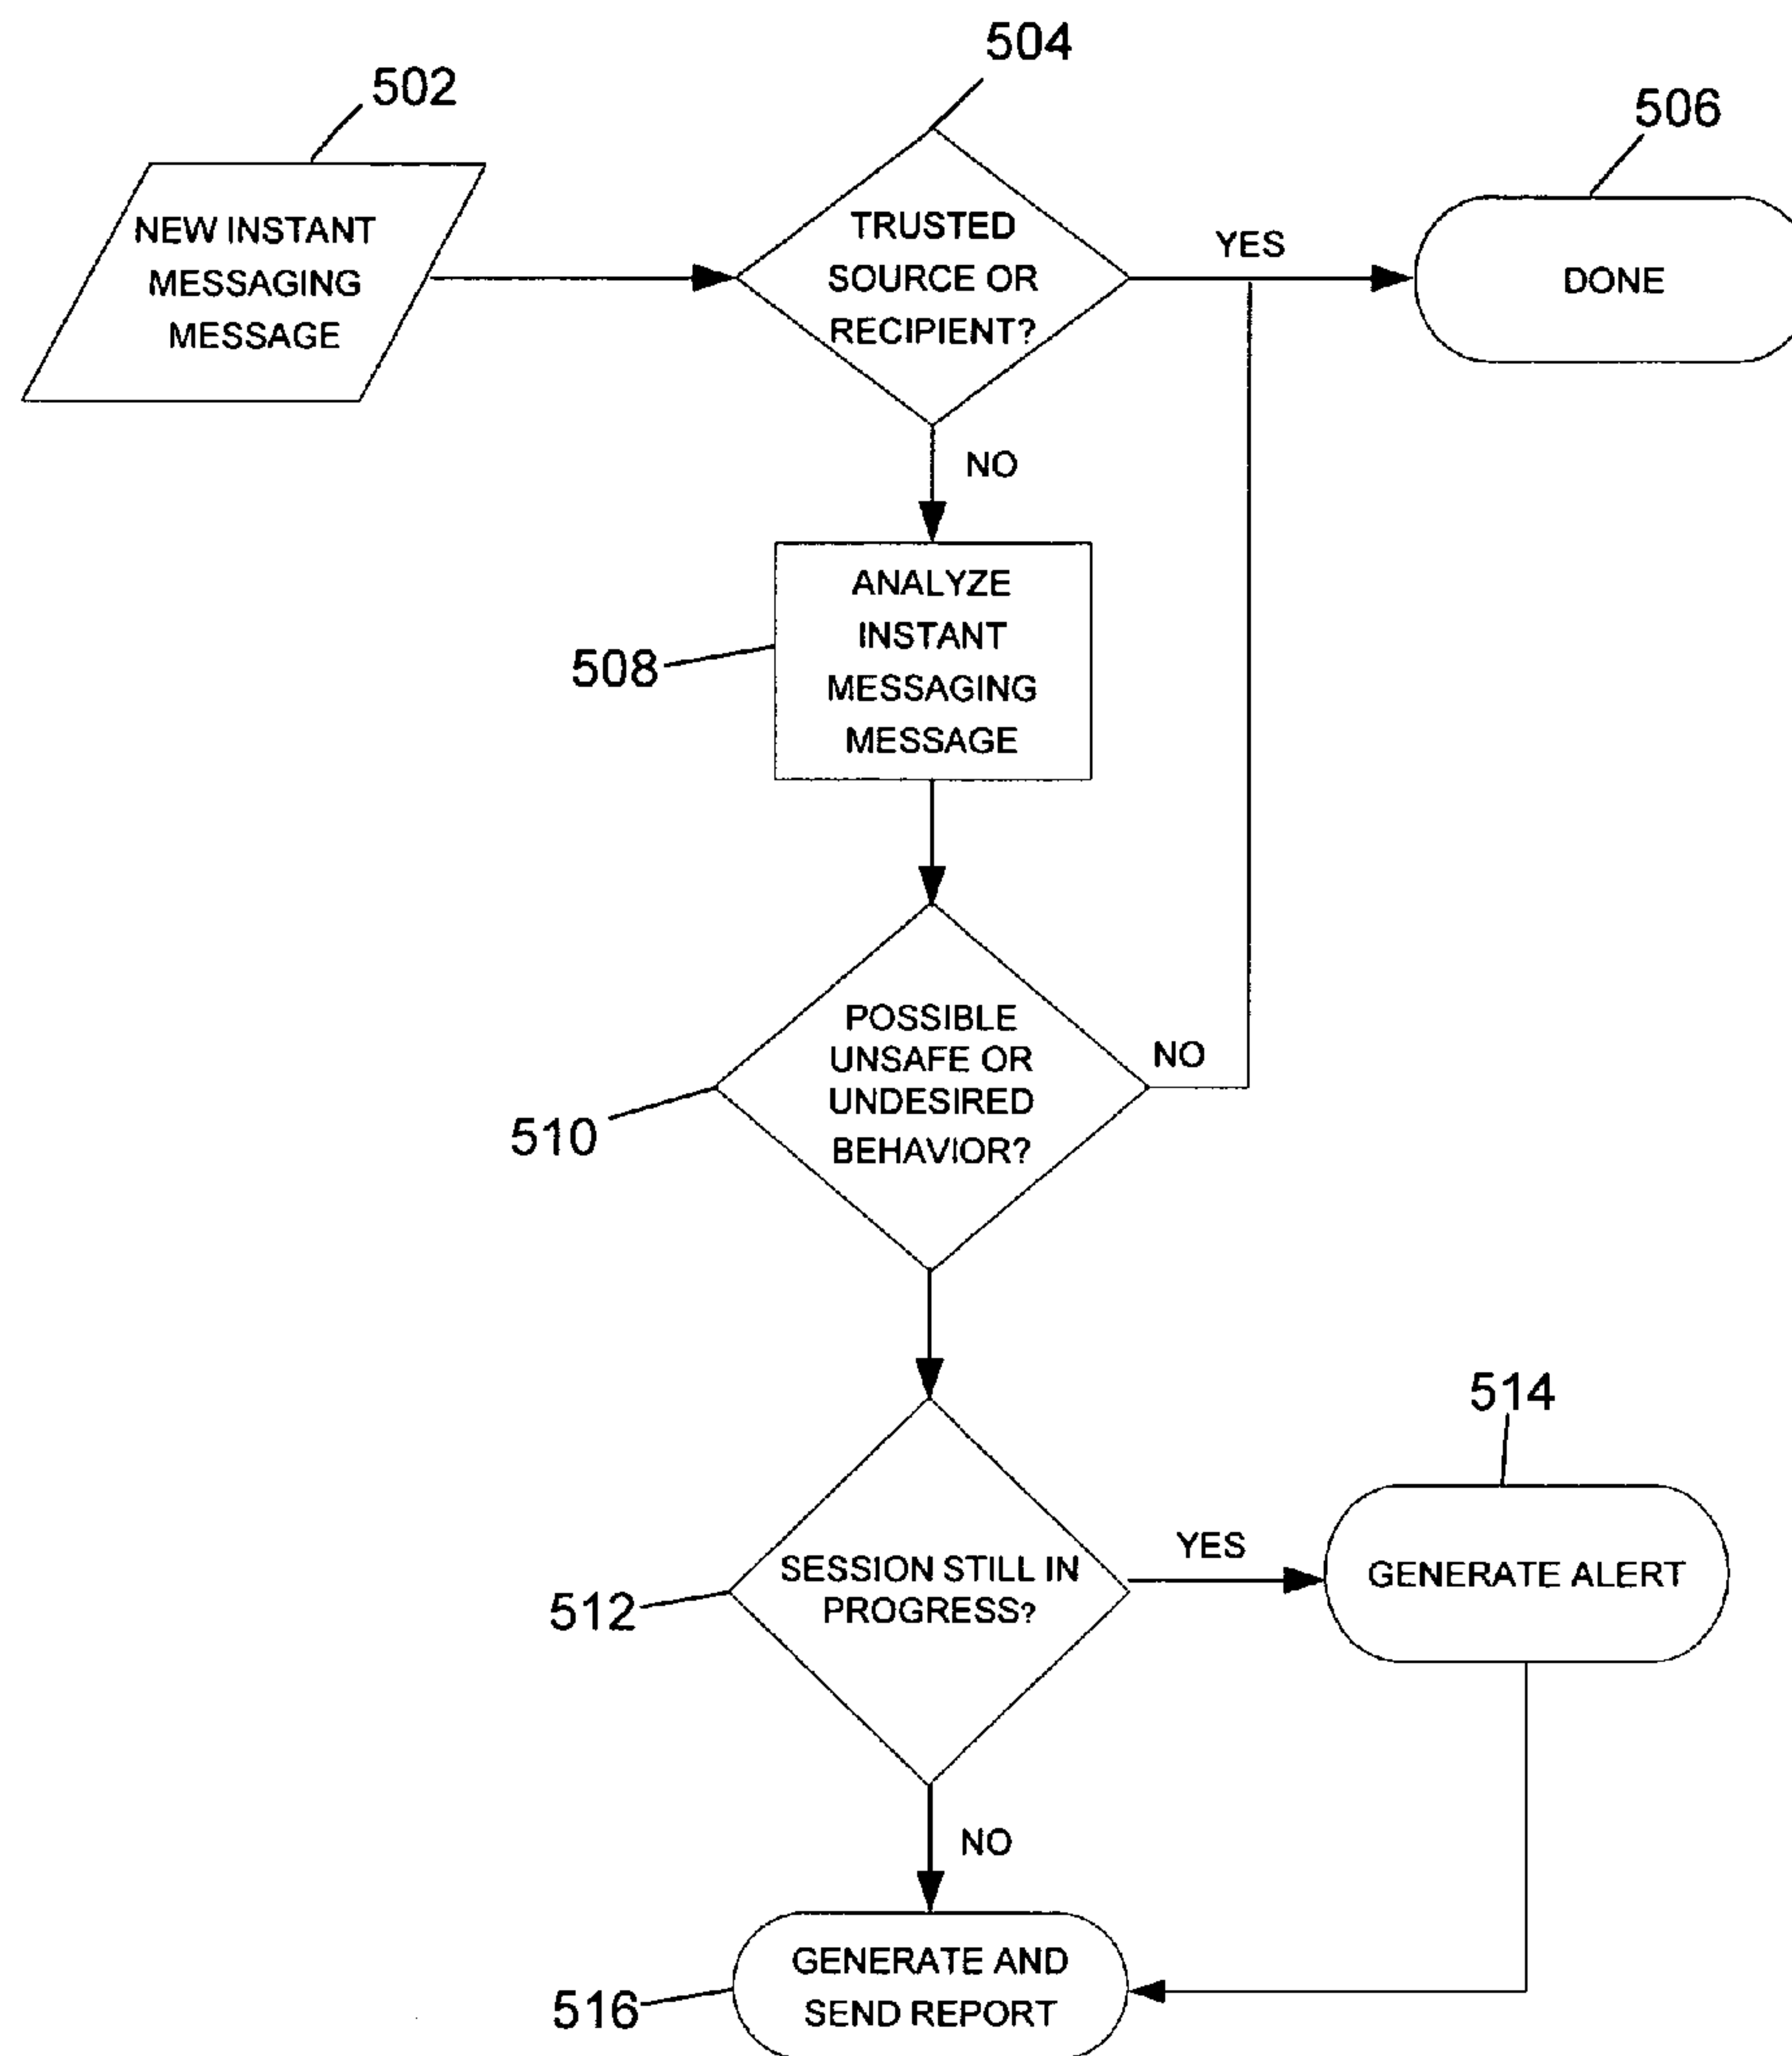 504
502
506
NEW INSTANT
MESSAGING
MESSAGE
TRUSTED
SOURCE OR
RECIPIENT?
YES
DONE
NO
508
ANALYZE
INSTANT
MESSAGING
MESSAGE
510
POSSIBLE
UNSAFE OR
UNDESIRED
BEHAVIOR?
NO
512
SESSION STILL IN
PROGRESS?
YES
514
GENERATE ALERT
NO
516
GENERATE AND
SEND REPORT